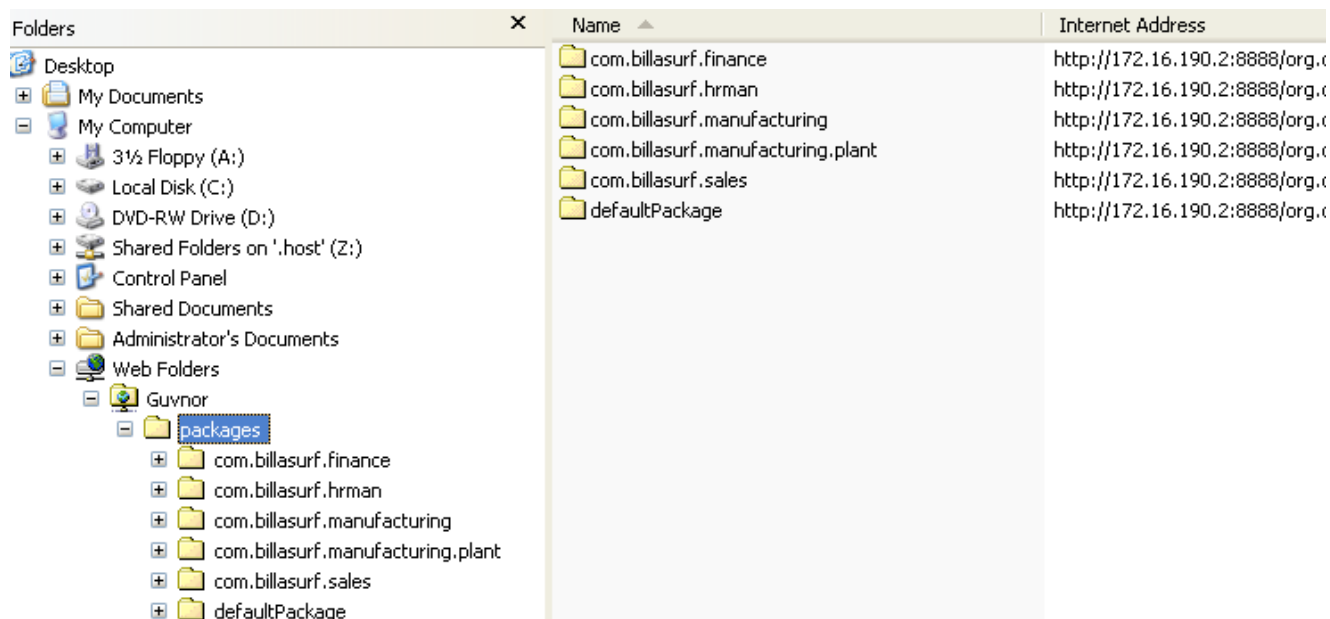 Folders
Desktop
My Documents
My Computer
3½ Floppy (A:)
Local Disk (C:)
DVD-RW Drive (D:)
Shared Folders on '.host' (Z:)
Control Panel
Shared Documents
Administrator's Documents
Web Folders
Guvnor
packages
com.billasurf.finance
com.billasurf.hrman
com.billasurf.manufacturing
com.billasurf.manufacturing.plant
com.billasurf.sales
defaultPackage
Name Internet Address
com.billasurf.finance http://172.16.190.2:8888/org.
com.billasurf.hrman http://172.16.190.2:8888/org.
com.billasurf.manufacturing http://172.16.190.2:8888/org.
com.billasurf.manufacturing.plant http://172.16.190.2:8888/org.
com.billasurf.sales http://172.16.190.2:8888/org.
defaultPackage http://172.16.190.2:8888/org.